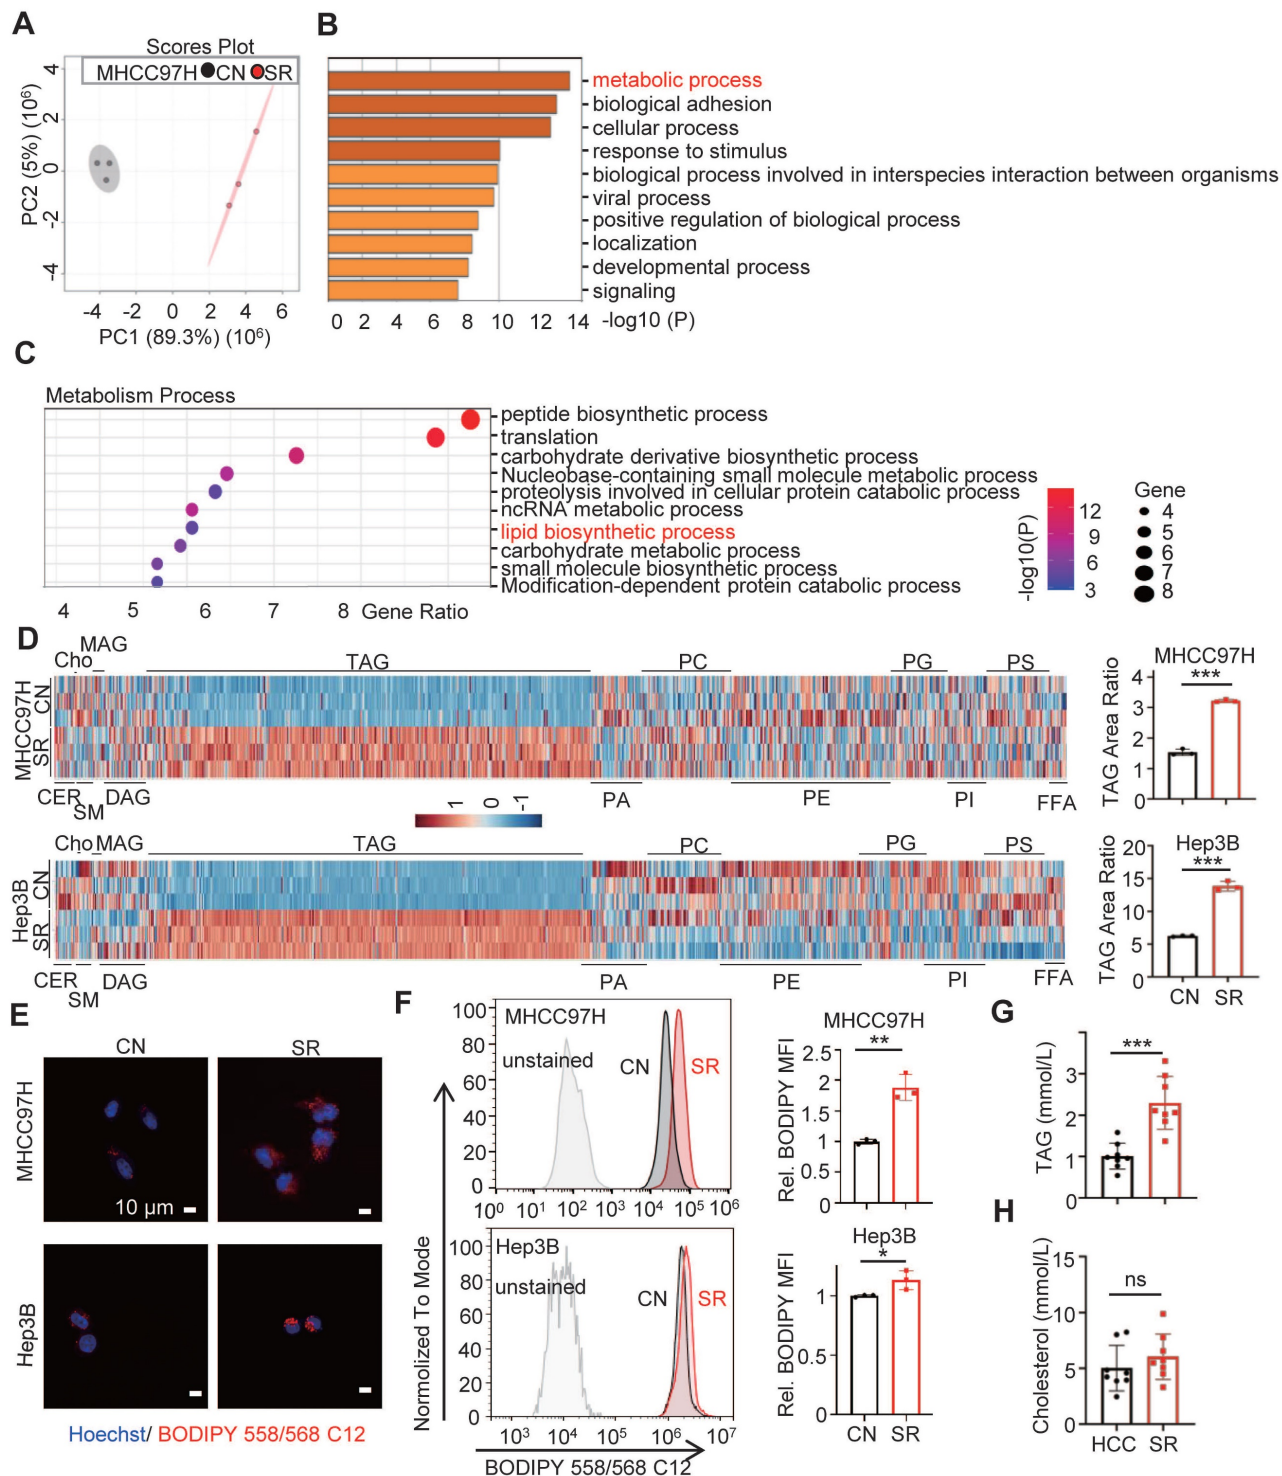 A
Scores Plot
MHCC97H CN SR
4
2
0
-2
-4
PC2 (5%) (10⁶)
-4 -2 0 2 4 6
PC1 (89.3%) (10⁶)
B
metabolic process
biological adhesion
cellular process
response to stimulus
biological process involved in interspecies interaction between organisms
viral process
positive regulation of biological process
localization
developmental process
signaling
0 2 4 6 8 10 12 14 -log10 (P)
C
Metabolism Process
peptide biosynthetic process
translation
carbohydrate derivative biosynthetic process
Nucleobase-containing small molecule metabolic process
proteolysis involved in cellular protein catabolic process
ncRNA metabolic process
lipid biosynthetic process
carbohydrate metabolic process
small molecule biosynthetic process
Modification-dependent protein catabolic process
4 5 6 7 8 Gene Ratio
-log10(P)
12
9
6
3
Gene
4
5
6
7
8
D
MAG
Cho TAG PC PG PS
MHCC97H
CN
SR
CER SM DAG PA PE PI FFA
1 0 -1
MHCC97H
***
TAG Area Ratio
4
3
2
1
0
Cho MAG TAG PC PG PS
Hep3B
CN
SR
CER SM DAG PA PE PI FFA
Hep3B
***
TAG Area Ratio
20
15
10
5
0
CN SR
E
CN SR
MHCC97H
10 µm
Hep3B
Hoechst/ BODIPY 558/568 C12
F
Normolized To Mode
MHCC97H
unstained
CN SR
100
80
60
40
20
0
10⁰ 10¹ 10² 10³ 10⁴ 10⁵ 10⁶
Hep3B
unstained
CN SR
100
80
60
40
20
0
10³ 10⁴ 10⁵ 10⁶ 10⁷
BODIPY 558/568 C12
MHCC97H
**
Rel. BODIPY MFI
2.5
2
1.5
1
0.5
0
Hep3B
*
Rel. BODIPY MFI
1
0.5
0
CN SR
G
***
TAG (mmol/L)
3
2
1
0
H
ns
Cholesterol (mmol/L)
15
10
5
0
HCC SR